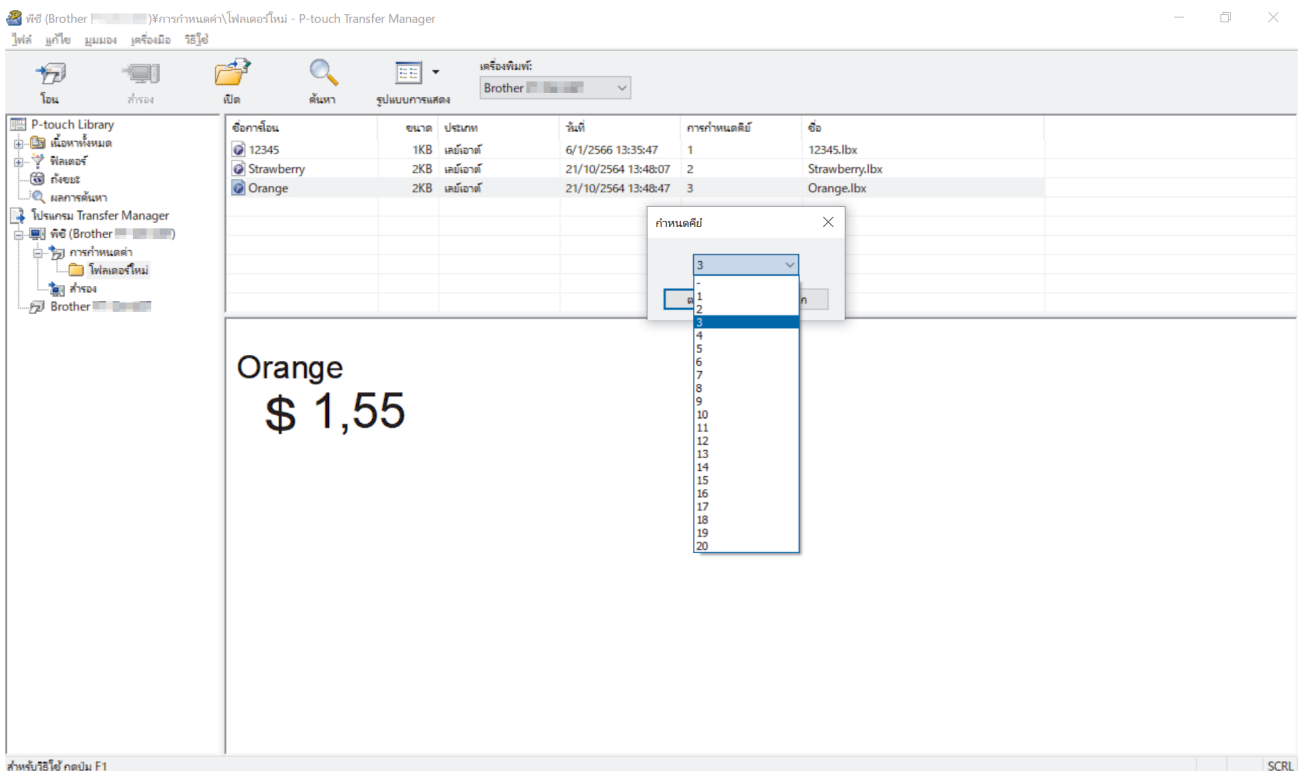 พีซี (Brother )¥การกำหนดค่า\โฟลเดอร์ใหม่ - P-touch Transfer Manager
ไฟล์ แก้ไข มุมมอง เครื่องมือ วิธีใช้
เครื่องพิมพ์:
Brother
โอน สำรอง เปิด ค้นหา รูปแบบการแสดง
P-touch Library
เนื้อหาทั้งหมด
ฟิลเตอร์
ถังขยะ
ผลการค้นหา
โปรแกรม Transfer Manager
พีซี (Brother )
การกำหนดค่า
โฟลเดอร์ใหม่
สำรอง
Brother
ชื่อการโอน ขนาด ประเภท วันที่ การกำหนดคีย์ ชื่อ
12345 1KB เลย์เอาต์ 6/1/2566 13:35:47 1 12345.lbx
Strawberry 2KB เลย์เอาต์ 21/10/2564 13:48:07 2 Strawberry.lbx
Orange 2KB เลย์เอาต์ 21/10/2564 13:48:47 3 Orange.lbx
กำหนดคีย์
3
-
1
2
3
4
5
6
7
8
9
10
11
12
13
14
15
16
17
18
19
20
Orange
$ 1,55
สำหรับวิธีใช้ กดปุ่ม F1
SCRL